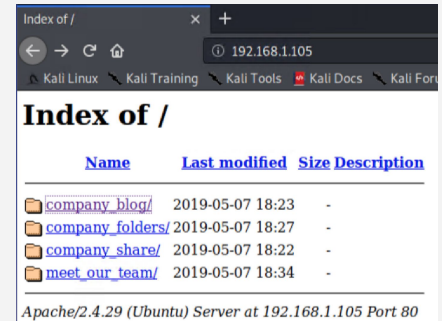 Index of /
192.168.1.105
Kali Linux Kali Training Kali Tools Kali Docs Kali Foru
Index of /
Name Last modified Size Description
company_blog/ 2019-05-07 18:23 -
company_folders/ 2019-05-07 18:27 -
company_share/ 2019-05-07 18:22 -
meet_our_team/ 2019-05-07 18:34 -
Apache/2.4.29 (Ubuntu) Server at 192.168.1.105 Port 80